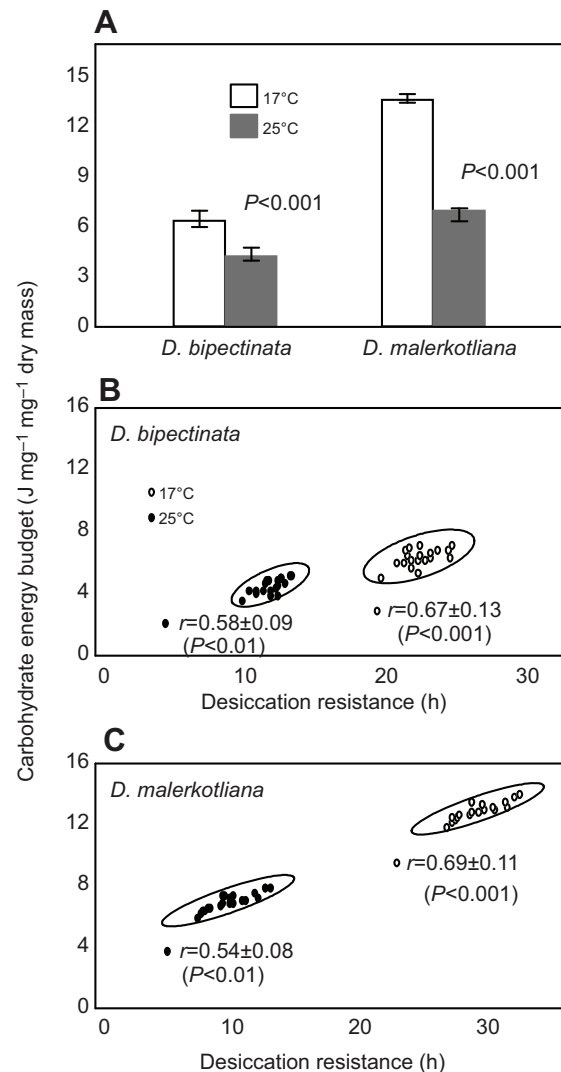 A
15
12
9
6
3
0
17°C
25°C
P<0.001
P<0.001
D. bipectinata
D. malerkotliana
Carbohydrate energy budget (J mg⁻¹ mg⁻¹ dry mass)
B
16
12
8
4
0
D. bipectinata
17°C
25°C
r=0.58±0.09
(P<0.01)
r=0.67±0.13
(P<0.001)
0 10 20 30
Desiccation resistance (h)
C
16
12
8
4
0
D. malerkotliana
r=0.69±0.11
(P<0.001)
r=0.54±0.08
(P<0.01)
0 10 20 30
Desiccation resistance (h)